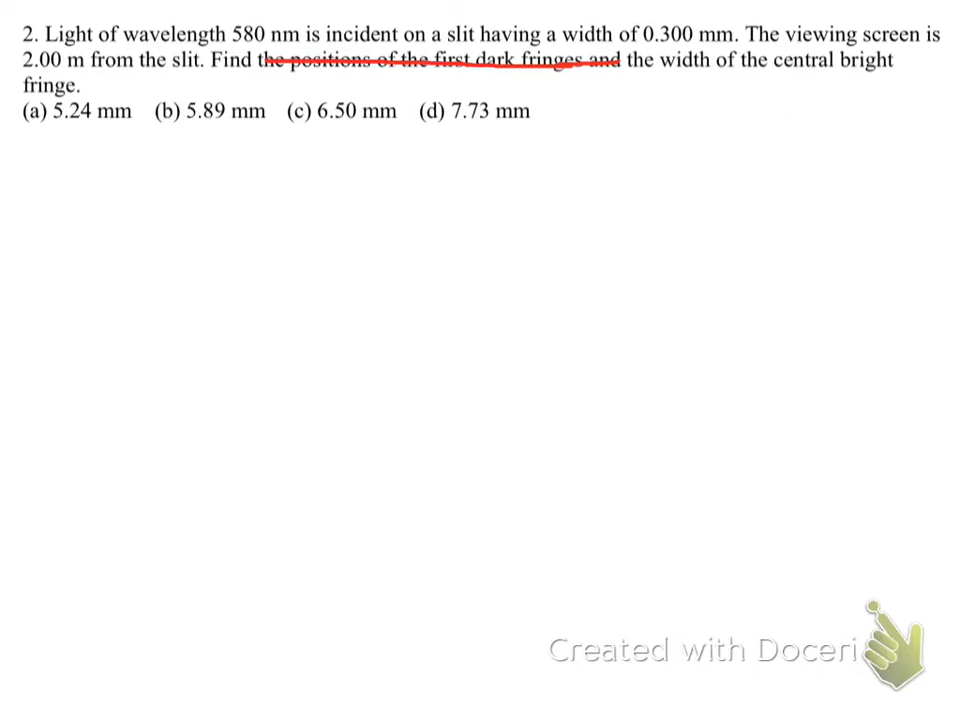 2. Light of wavelength 580 nm is incident on a slit having a width of 0.300 mm. The viewing screen is
2.00 m from the slit. Find the positions of the first dark fringes and the width of the central bright
fringe.
(a) 5.24 mm (b) 5.89 mm (c) 6.50 mm (d) 7.73 mm
Created with Doceri